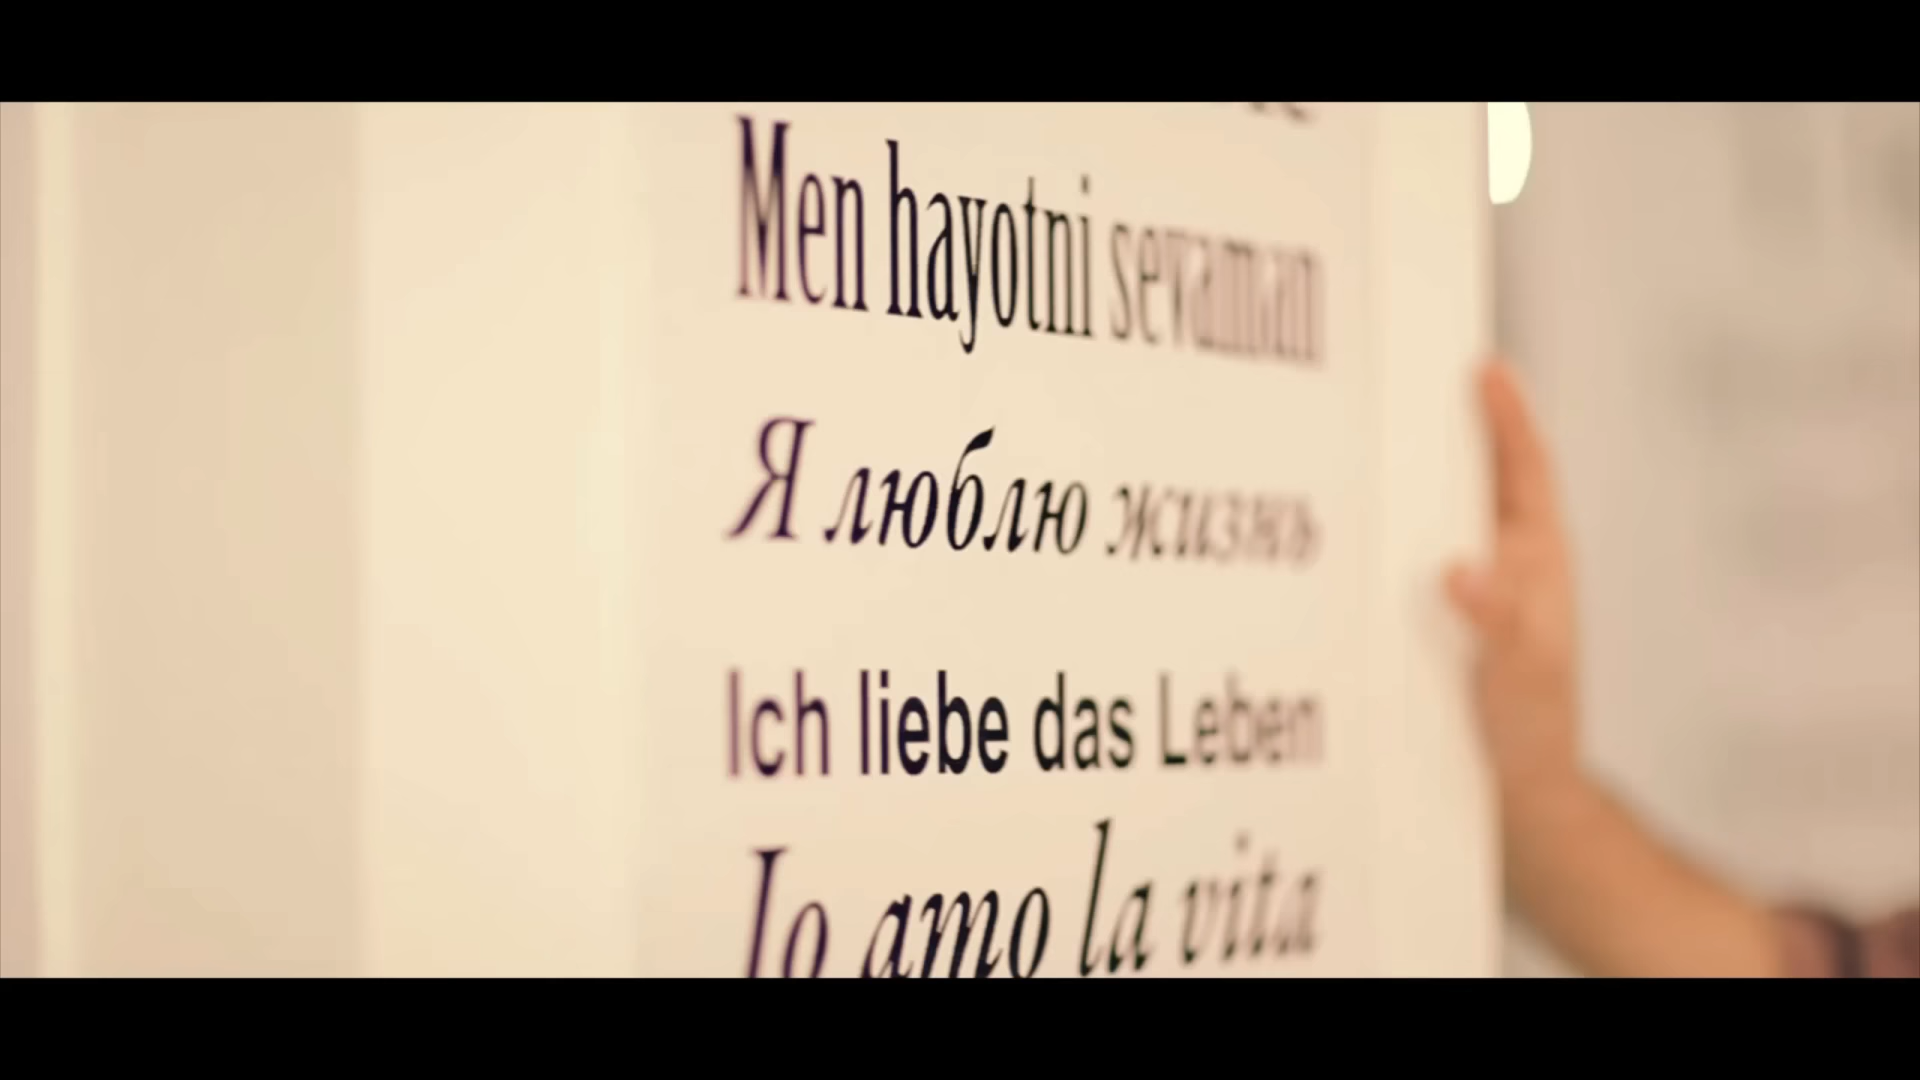 Men hayotni sevaman
Я люблю жизнь
Ich liebe das Leben
Io amo la vita